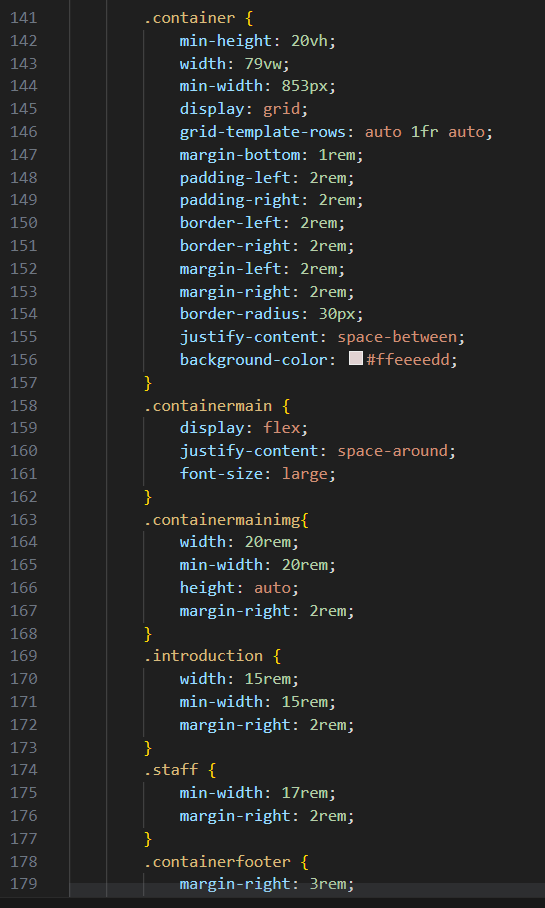 141 .container {
142 min-height: 20vh;
143 width: 79vw;
144 min-width: 853px;
145 display: grid;
146 grid-template-rows: auto 1fr auto;
147 margin-bottom: 1rem;
148 padding-left: 2rem;
149 padding-right: 2rem;
150 border-left: 2rem;
151 border-right: 2rem;
152 margin-left: 2rem;
153 margin-right: 2rem;
154 border-radius: 30px;
155 justify-content: space-between;
156 background-color: #ffeeeedd;
157 }
158 .containermain {
159 display: flex;
160 justify-content: space-around;
161 font-size: large;
162 }
163 .containermainimg{
164 width: 20rem;
165 min-width: 20rem;
166 height: auto;
167 margin-right: 2rem;
168 }
169 .introduction {
170 width: 15rem;
171 min-width: 15rem;
172 margin-right: 2rem;
173 }
174 .staff {
175 min-width: 17rem;
176 margin-right: 2rem;
177 }
178 .containerfooter {
179 margin-right: 3rem;